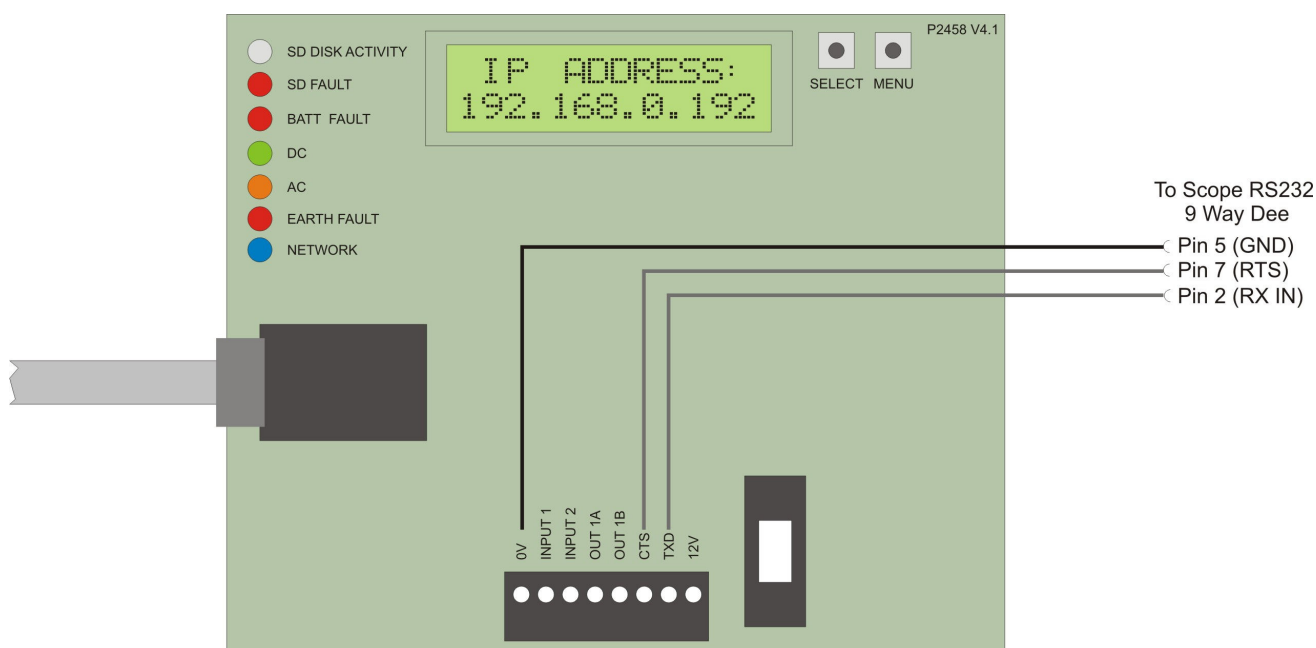 P2458 V4.1
SD DISK ACTIVITY
SD FAULT
BATT FAULT
DC
AC
EARTH FAULT
NETWORK
IP ADDRESS:
192.168.0.192
SELECT
MENU
To Scope RS232
9 Way Dee
Pin 5 (GND)
Pin 7 (RTS)
Pin 2 (RX IN)
0V
INPUT 1
INPUT 2
OUT 1A
OUT 1B
CTS
TXD
12V